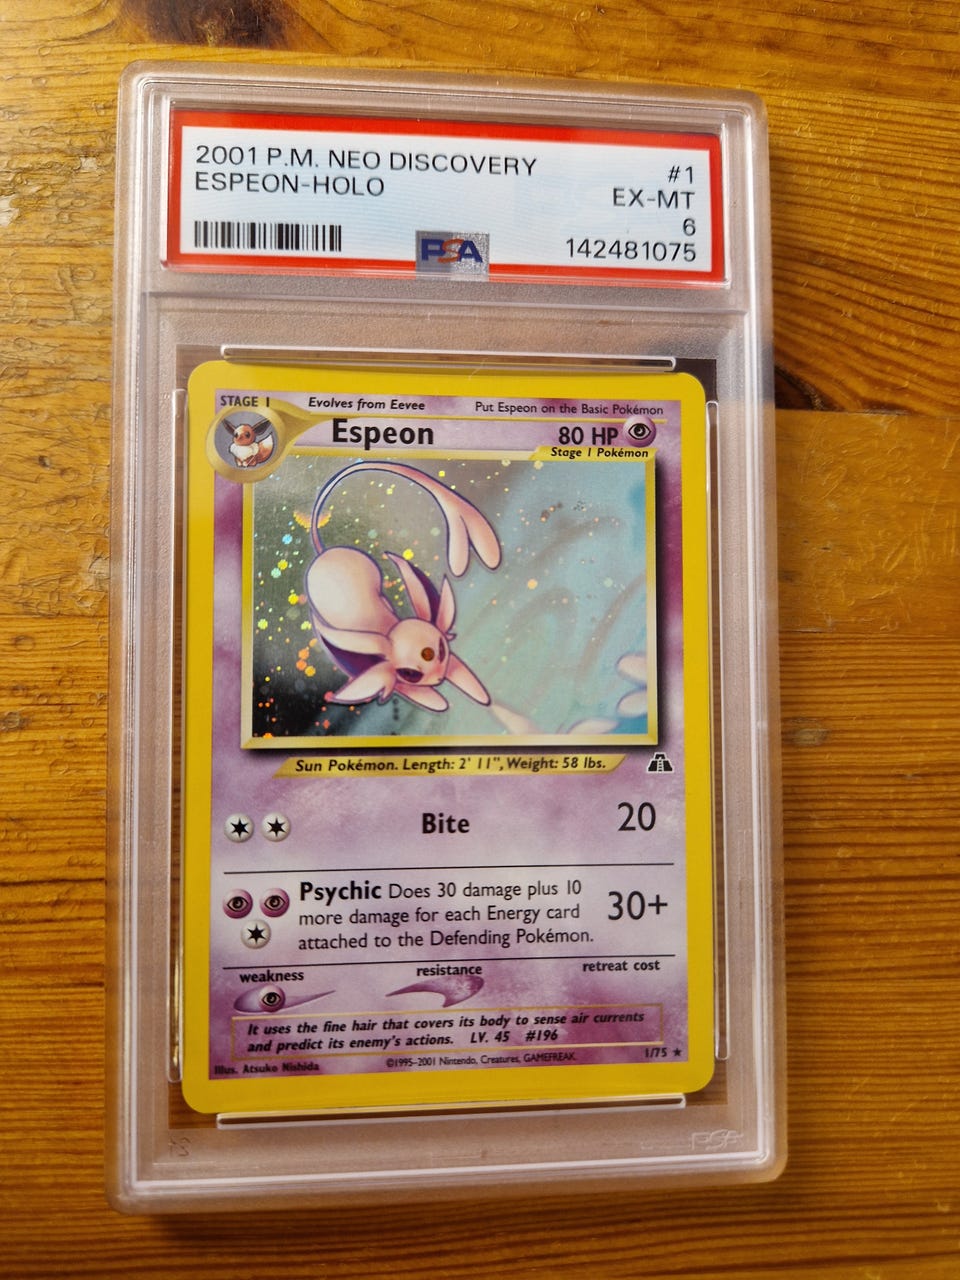 2001 P.M. NEO DISCOVERY #1
ESPEON-HOLO EX-MT
6
PSA 142481075
STAGE 1 Evolves from Eevee Put Espeon on the Basic Pokémon
Espeon 80 HP
Stage 1 Pokémon
Sun Pokémon. Length: 2' 11", Weight: 58 lbs.
Bite 20
Psychic Does 30 damage plus 10
more damage for each Energy card
attached to the Defending Pokémon.
30+
weakness resistance retreat cost
It uses the fine hair that covers its body to sense air currents
and predict its enemy's actions. LV. 45 #196
Illus. Atsuko Nishida ©1995-2001 Nintendo, Creatures, GAMEFREAK. 1/75 ★
PSA